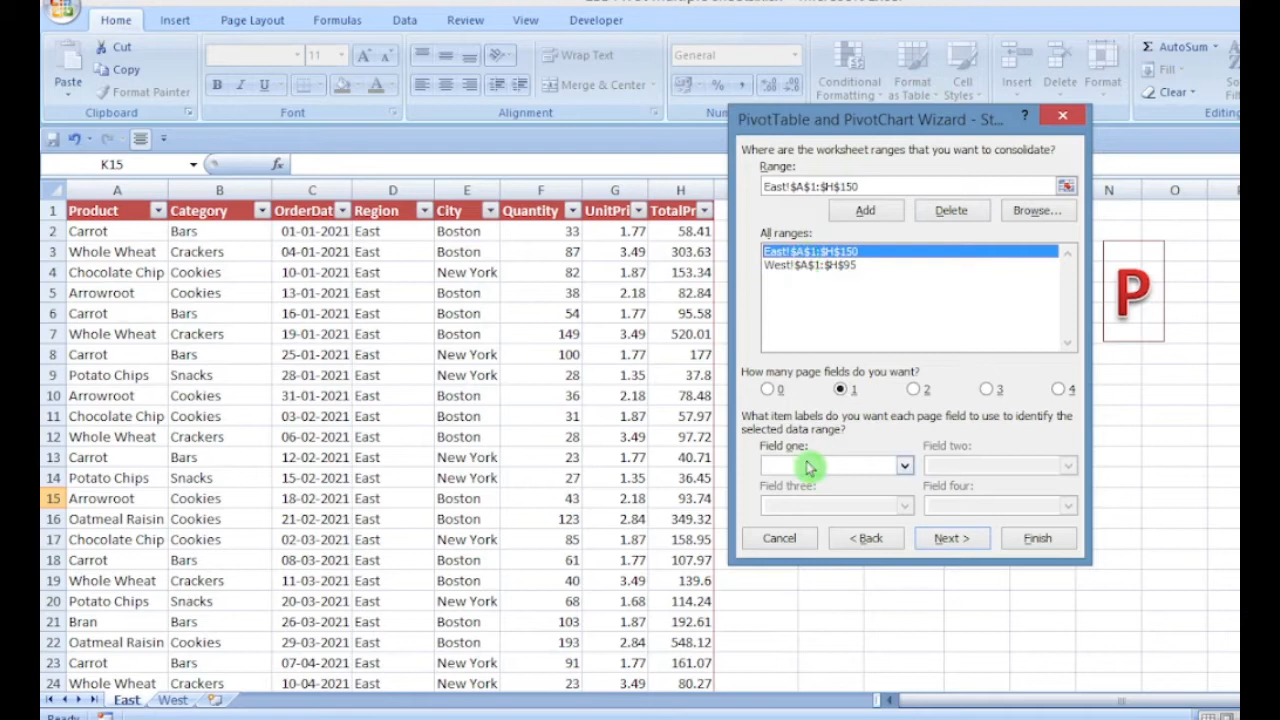 Home Insert Page Layout Formulas Data Review View Developer
Paste
Cut
Copy
Format Painter
Clipboard
11
B I U
Font
Wrap Text
Merge & Center
Alignment
General
Conditional Formatting
Format as Table
Cell Styles
Insert Delete Format
AutoSum
Fill
Clear
Editing
K15
fx
A B C D E F G H N O
1 Product Category OrderDat Region City Quantity UnitPri TotalPr
2 Carrot Bars 01-01-2021 East Boston 33 1.77 58.41
3 Whole Wheat Crackers 04-01-2021 East Boston 87 3.49 303.63
4 Chocolate Chip Cookies 10-01-2021 East New York 82 1.87 153.34
5 Arrowroot Cookies 13-01-2021 East Boston 38 2.18 82.84
6 Carrot Bars 16-01-2021 East Boston 54 1.77 95.58
7 Whole Wheat Crackers 19-01-2021 East Boston 149 3.49 520.01
8 Carrot Bars 25-01-2021 East New York 100 1.77 177
9 Potato Chips Snacks 28-01-2021 East New York 28 1.35 37.8
10 Arrowroot Cookies 31-01-2021 East Boston 36 2.18 78.48
11 Chocolate Chip Cookies 03-02-2021 East Boston 31 1.87 57.97
12 Whole Wheat Crackers 06-02-2021 East Boston 28 3.49 97.72
13 Carrot Bars 12-02-2021 East New York 23 1.77 40.71
14 Potato Chips Snacks 15-02-2021 East New York 27 1.35 36.45
15 Arrowroot Cookies 18-02-2021 East Boston 43 2.18 93.74
16 Oatmeal Raisin Cookies 21-02-2021 East Boston 123 2.84 349.32
17 Chocolate Chip Cookies 02-03-2021 East New York 85 1.87 158.95
18 Carrot Bars 08-03-2021 East New York 61 1.77 107.97
19 Whole Wheat Crackers 11-03-2021 East Boston 40 3.49 139.6
20 Potato Chips Snacks 20-03-2021 East New York 68 1.68 114.24
21 Bran Bars 26-03-2021 East Boston 103 1.87 192.61
22 Oatmeal Raisin Cookies 29-03-2021 East Boston 193 2.84 548.12
23 Carrot Bars 07-04-2021 East New York 91 1.77 161.07
24 Whole Wheat Crackers 10-04-2021 East New York 23 3.49 80.27
East West
Ready
PivotTable and PivotChart Wizard - St... ?
Where are the worksheet ranges that you want to consolidate?
Range:
East!$A$1:$H$150
Add Delete Browse...
All ranges:
East!$A$1:$H$150
West!$A$1:$H$95
How many page fields do you want?
0 1 2 3 4
What item labels do you want each page field to use to identify the
selected data range?
Field one: Field two:
Field three: Field four:
Cancel < Back Next > Finish
P